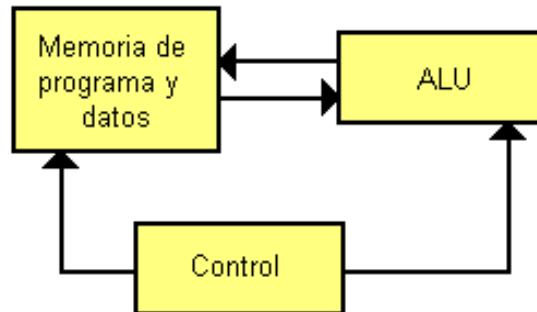 Memoria de
programa y
datos
ALU
Control